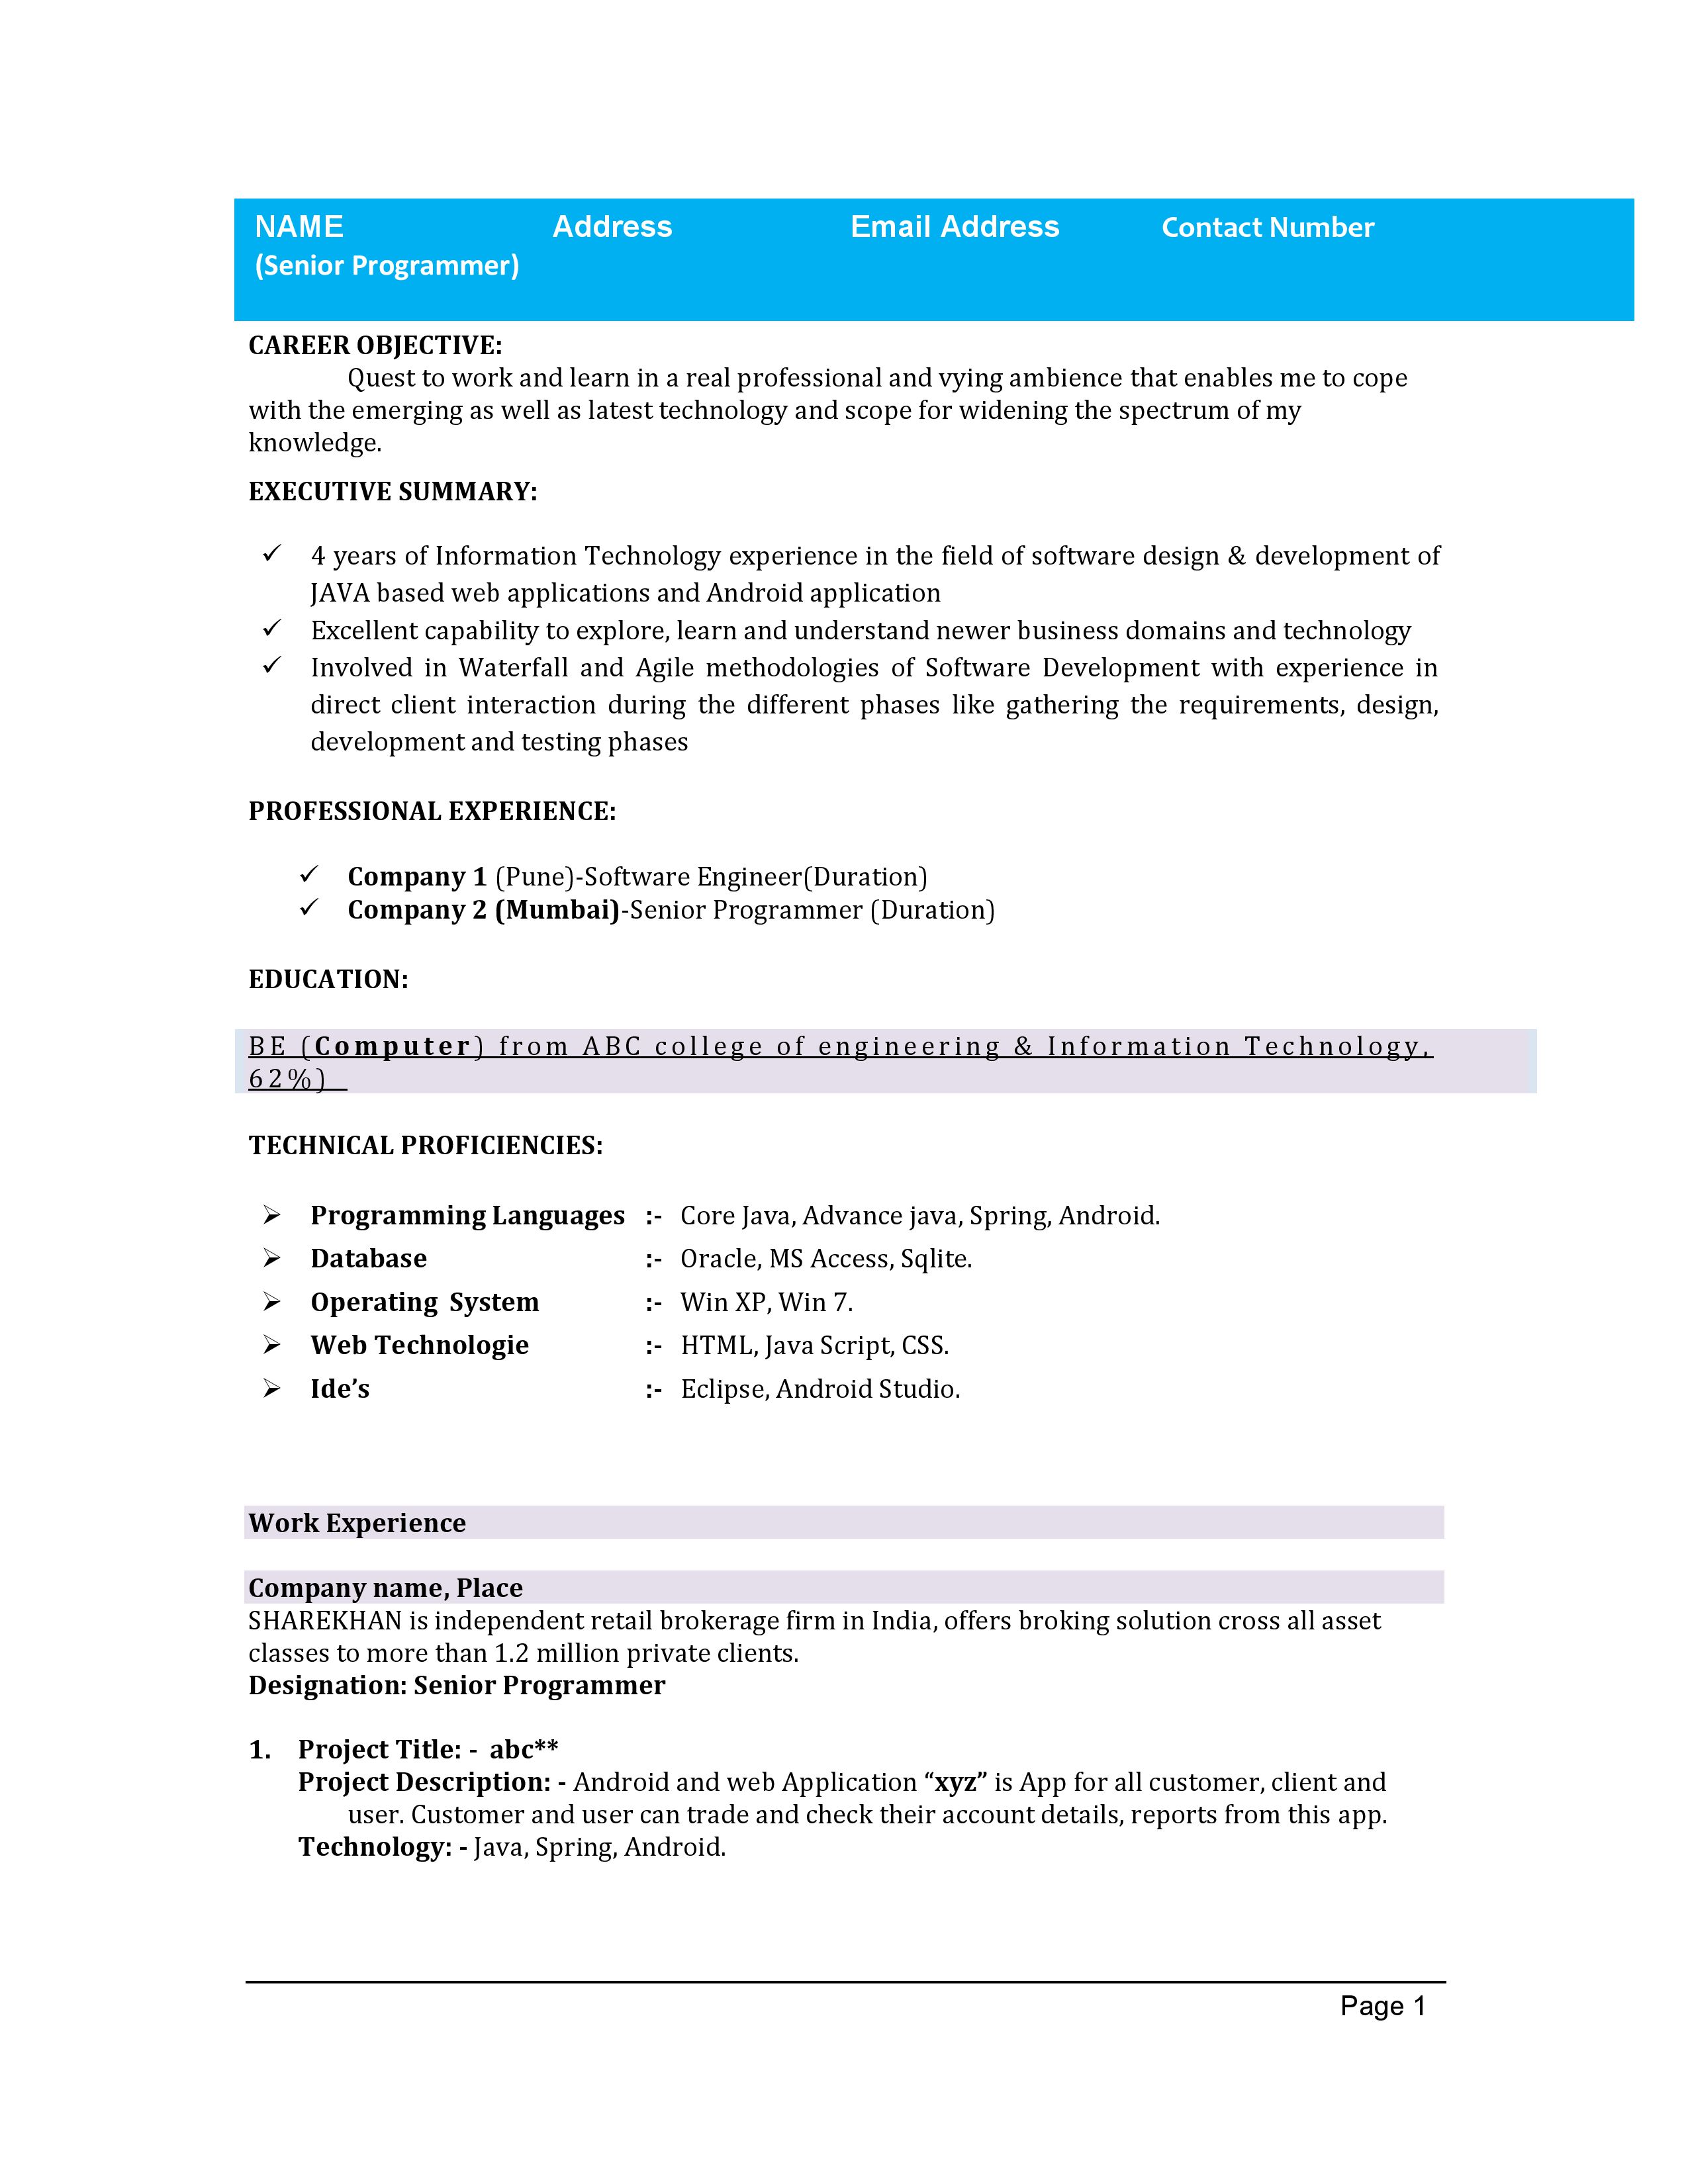 NAME Address Email Address Contact Number
(Senior Programmer)
CAREER OBJECTIVE:
Quest to work and learn in a real professional and vying ambience that enables me to cope
with the emerging as well as latest technology and scope for widening the spectrum of my
knowledge.
EXECUTIVE SUMMARY:
✓ 4 years of Information Technology experience in the field of software design & development of
JAVA based web applications and Android application
✓ Excellent capability to explore, learn and understand newer business domains and technology
✓ Involved in Waterfall and Agile methodologies of Software Development with experience in
direct client interaction during the different phases like gathering the requirements, design,
development and testing phases
PROFESSIONAL EXPERIENCE:
✓ Company 1 (Pune)-Software Engineer(Duration)
✓ Company 2 (Mumbai)-Senior Programmer (Duration)
EDUCATION:
BE (Computer) from ABC college of engineering & Information Technology,
62%)
TECHNICAL PROFICIENCIES:
➢ Programming Languages :- Core Java, Advance java, Spring, Android.
➢ Database :- Oracle, MS Access, Sqlite.
➢ Operating System :- Win XP, Win 7.
➢ Web Technologie :- HTML, Java Script, CSS.
➢ Ide’s :- Eclipse, Android Studio.
Work Experience
Company name, Place
SHAREKHAN is independent retail brokerage firm in India, offers broking solution cross all asset
classes to more than 1.2 million private clients.
Designation: Senior Programmer
1. Project Title: - abc**
Project Description: - Android and web Application “xyz” is App for all customer, client and
user. Customer and user can trade and check their account details, reports from this app.
Technology: - Java, Spring, Android.
Page 1